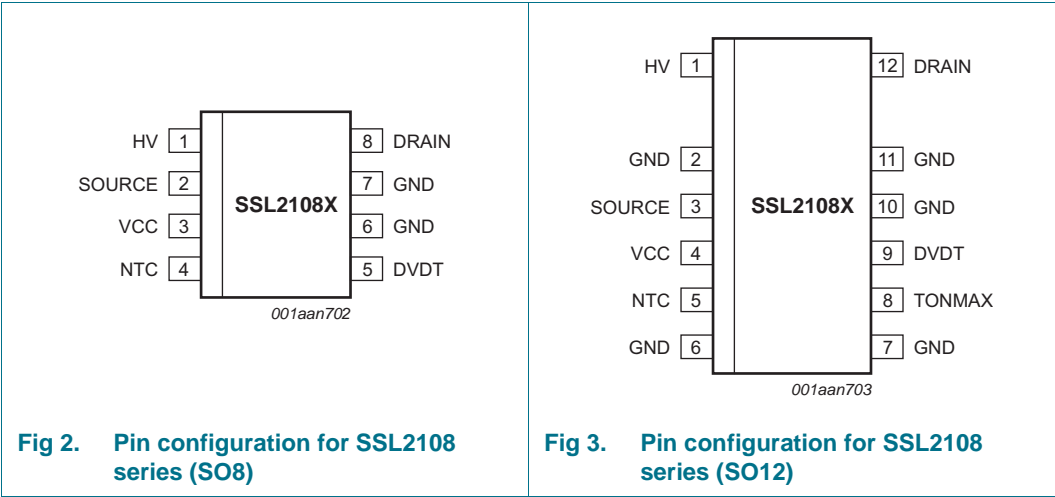 HV 1
SOURCE 2
VCC 3
NTC 4
SSL2108X
8 DRAIN
7 GND
6 GND
5 DVDT
001aan702
Fig 2. Pin configuration for SSL2108
series (SO8)
HV 1
GND 2
SOURCE 3
VCC 4
NTC 5
GND 6
SSL2108X
12 DRAIN
11 GND
10 GND
9 DVDT
8 TONMAX
7 GND
001aan703
Fig 3. Pin configuration for SSL2108
series (SO12)